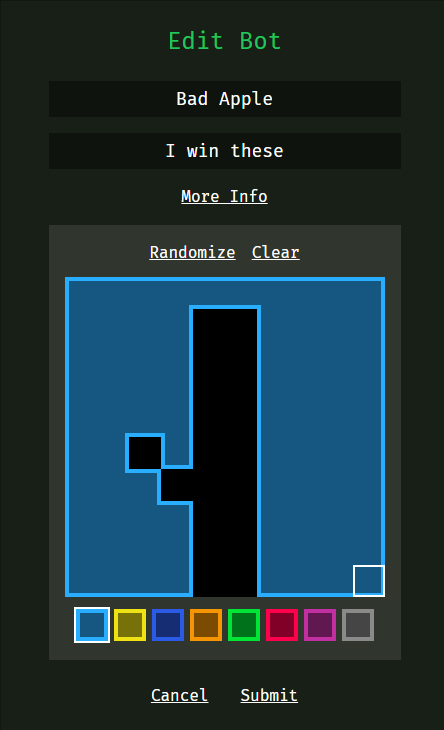 Edit Bot
Bad Apple
I win these
More Info
Randomize Clear
Cancel Submit